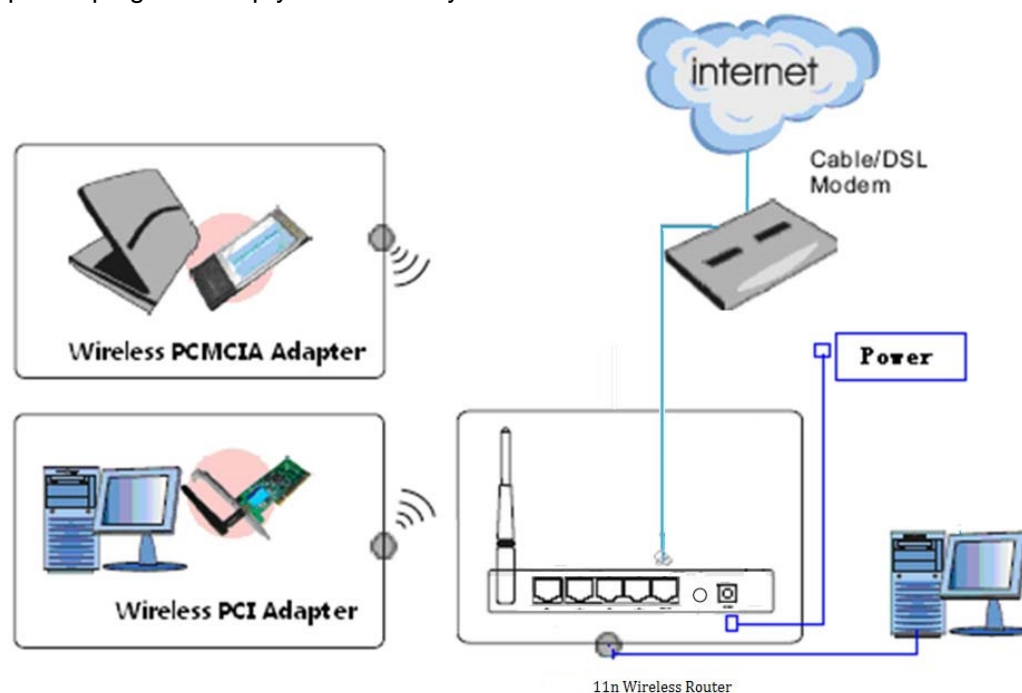 internet
Cable/DSL
Modem
Wireless PCMCIA Adapter
Power
Wireless PCI Adapter
11n Wireless Router